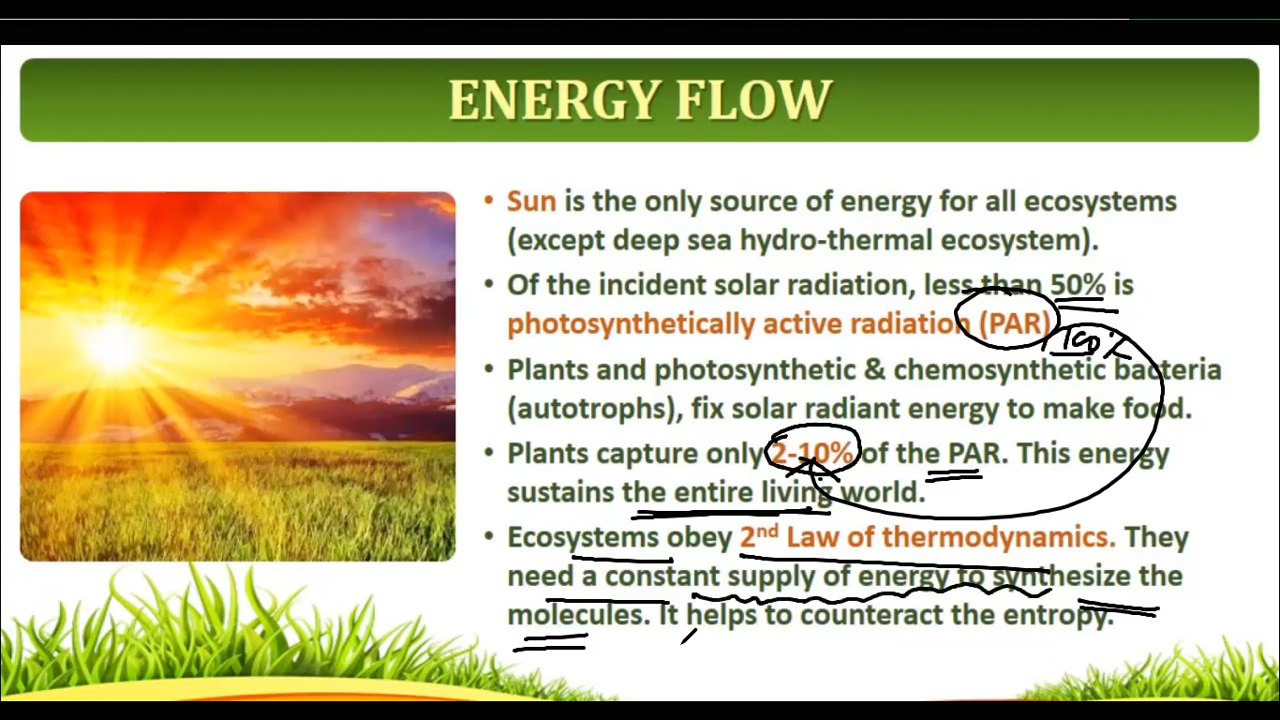 ENERGY FLOW
• Sun is the only source of energy for all ecosystems
(except deep sea hydro-thermal ecosystem).
• Of the incident solar radiation, less than 50% is
photosynthetically active radiation (PAR)
100%
• Plants and photosynthetic & chemosynthetic bacteria
(autotrophs), fix solar radiant energy to make food.
• Plants capture only 2-10% of the PAR. This energy
sustains the entire living world.
• Ecosystems obey 2nd Law of thermodynamics. They
need a constant supply of energy to synthesize the
molecules. It helps to counteract the entropy.